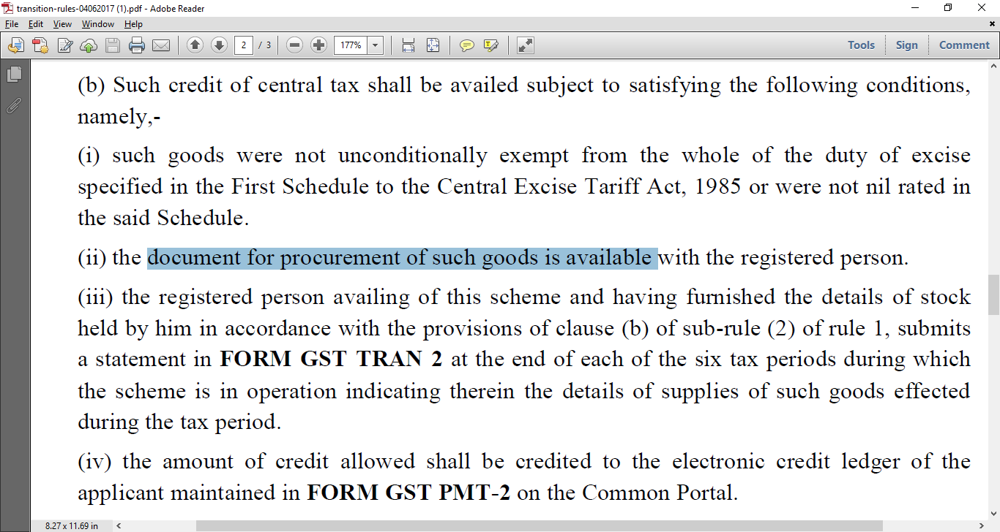 transition-rules-04062017 (1).pdf - Adobe Reader
File Edit View Window Help
2 / 3 177% Tools Sign Comment
(b) Such credit of central tax shall be availed subject to satisfying the following conditions,
namely,-
(i) such goods were not unconditionally exempt from the whole of the duty of excise
specified in the First Schedule to the Central Excise Tariff Act, 1985 or were not nil rated in
the said Schedule.
(ii) the document for procurement of such goods is available with the registered person.
(iii) the registered person availing of this scheme and having furnished the details of stock
held by him in accordance with the provisions of clause (b) of sub-rule (2) of rule 1, submits
a statement in FORM GST TRAN 2 at the end of each of the six tax periods during which
the scheme is in operation indicating therein the details of supplies of such goods effected
during the tax period.
(iv) the amount of credit allowed shall be credited to the electronic credit ledger of the
applicant maintained in FORM GST PMT-2 on the Common Portal.
8.27 x 11.69 in